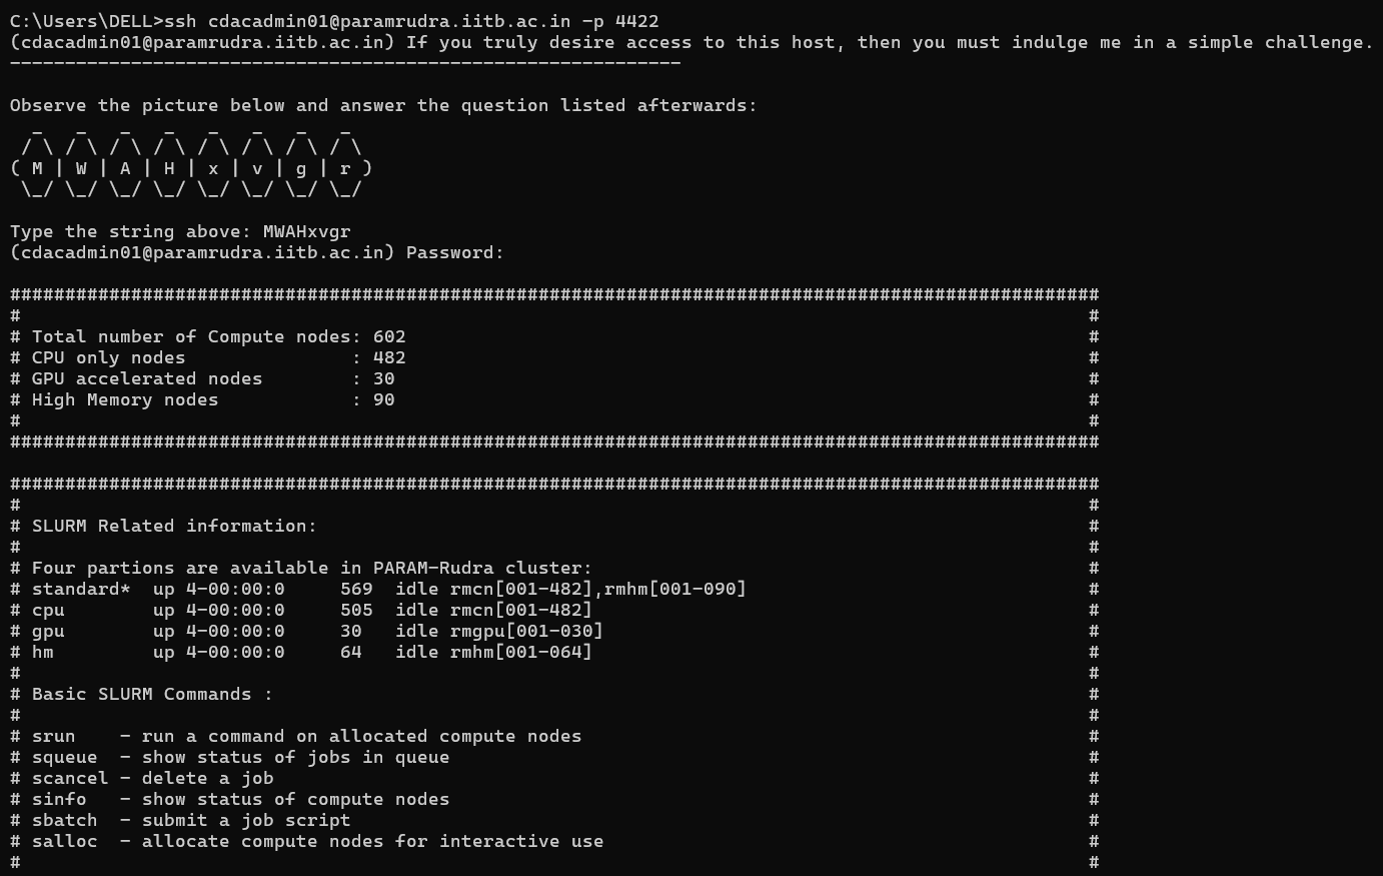 C:\Users\DELL>ssh cdacadmin01@paramrudra.iitb.ac.in -p 4422
(cdacadmin01@paramrudra.iitb.ac.in) If you truly desire access to this host, then you must indulge me in a simple challenge.
-------------------------------------------------------------
Observe the picture below and answer the question listed afterwards:
  _   _   _   _   _   _   _   _
 / \ / \ / \ / \ / \ / \ / \ / \
( M | W | A | H | x | v | g | r )
 \_/ \_/ \_/ \_/ \_/ \_/ \_/ \_/
Type the string above: MWAHxvgr
(cdacadmin01@paramrudra.iitb.ac.in) Password:
###################################################################################################
#                                                                                                 #
# Total number of Compute nodes: 602                                                              #
# CPU only nodes               : 482                                                              #
# GPU accelerated nodes        : 30                                                               #
# High Memory nodes            : 90                                                               #
#                                                                                                 #
###################################################################################################
###################################################################################################
#                                                                                                 #
# SLURM Related information:                                                                      #
#                                                                                                 #
# Four partions are available in PARAM-Rudra cluster:                                             #
# standard*  up 4-00:00:0     569  idle rmcn[001-482],rmhm[001-090]                               #
# cpu        up 4-00:00:0     505  idle rmcn[001-482]                                             #
# gpu        up 4-00:00:0     30   idle rmgpu[001-030]                                            #
# hm         up 4-00:00:0     64   idle rmhm[001-064]                                             #
#                                                                                                 #
# Basic SLURM Commands :                                                                          #
#                                                                                                 #
# srun    - run a command on allocated compute nodes                                              #
# squeue  - show status of jobs in queue                                                          #
# scancel - delete a job                                                                          #
# sinfo   - show status of compute nodes                                                          #
# sbatch  - submit a job script                                                                   #
# salloc  - allocate compute nodes for interactive use                                            #
#                                                                                                 #